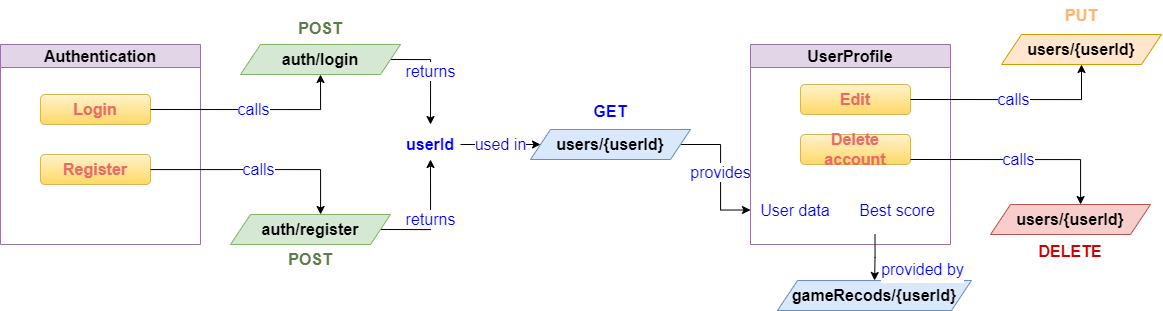 POST
Authentication
auth/login
returns
Login
calls
Register
calls
userId
used in
auth/register
returns
POST
GET
users/{userId}
provides
UserProfile
Edit
Delete
account
User data
Best score
calls
calls
PUT
users/{userId}
users/{userId}
DELETE
provided by
gameRecods/{userId}